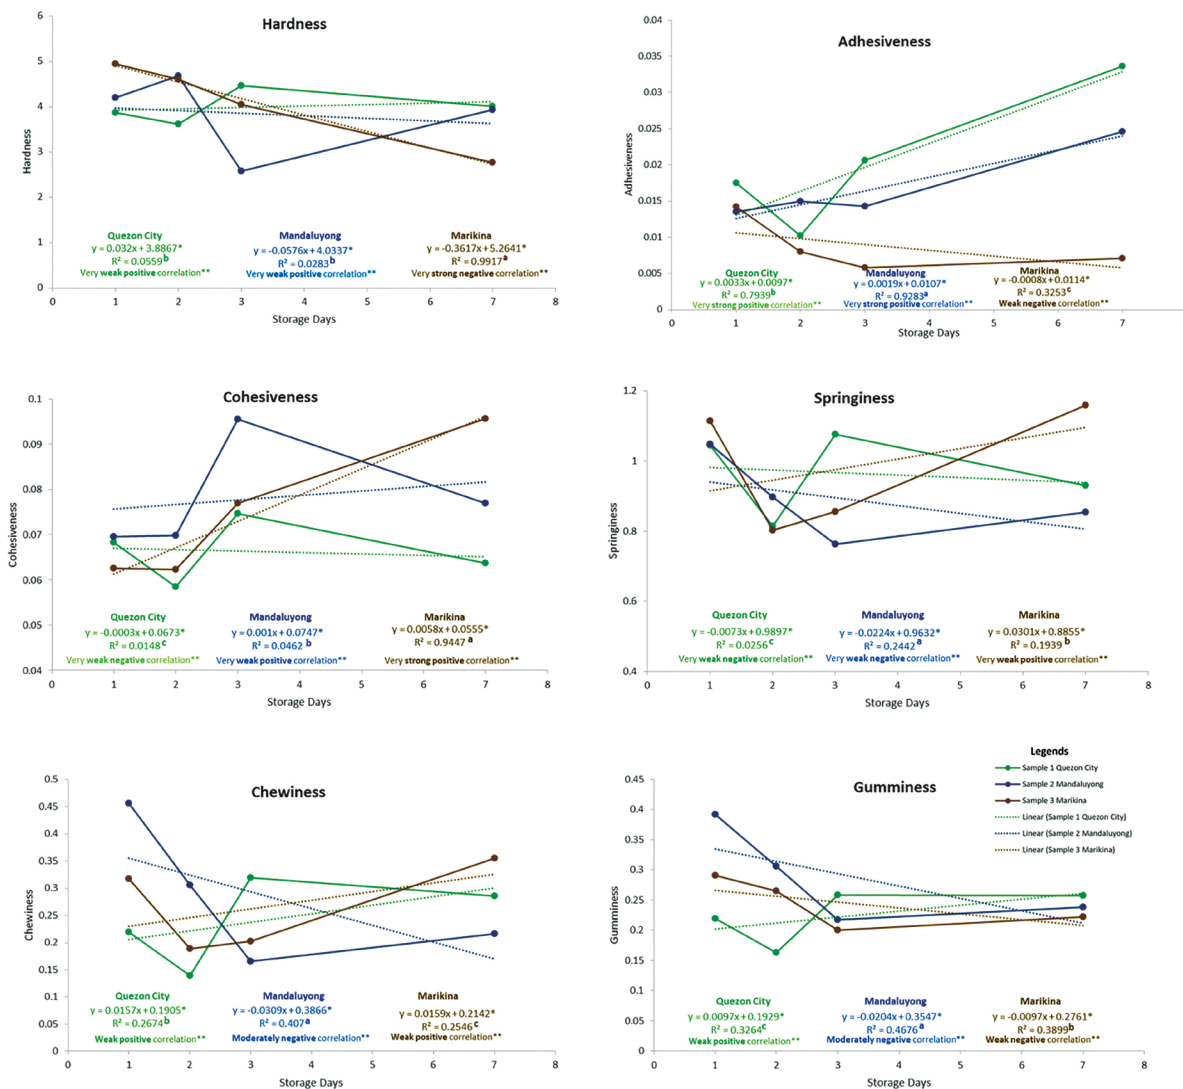 Hardness
6
5
4
3
2
1
0
Hardness
0 1 2 3 4 5 6 7 8
Storage Days
Quezon City
y = 0.032x + 3.8867*
R² = 0.0559b
Very weak positive correlation**
Mandaluyong
y = -0.0576x + 4.0337*
R² = 0.0283b
Very weak positive correlation**
Marikina
y = -0.3617x + 5.2641*
R² = 0.9917a
Very strong negative correlation**
Adhesiveness
0.04
0.035
0.03
0.025
0.02
0.015
0.01
0.005
0
Adhesiveness
0 1 2 3 4 5 6 7
Storage Days
Quezon City
y = 0.0033x + 0.0097*
R² = 0.7939b
Very strong positive correlation**
Mandaluyong
y = 0.0019x + 0.0107*
R² = 0.9283a
Very strong positive correlation**
Marikina
y = -0.0008x + 0.0114*
R² = 0.3253c
Weak negative correlation**
Cohesiveness
0.1
0.09
0.08
0.07
0.06
0.05
0.04
Cohesiveness
0 1 2 3 4 5 6 7 8
Storage Days
Quezon City
y = -0.0003x + 0.0673*
R² = 0.0148 c
Very weak negative correlation**
Mandaluyong
y = 0.001x + 0.0747*
R² = 0.0462 b
Very weak positive correlation**
Marikina
y = 0.0058x + 0.0555*
R² = 0.9447 a
Very strong positive correlation**
Springiness
1.2
1
0.8
0.6
0.4
Springiness
0 1 2 3 4 5 6 7 8
Storage Days
Quezon City
y = -0.0073x + 0.9897*
R² = 0.0256 c
Very weak negative correlation**
Mandaluyong
y = -0.0224x + 0.9632*
R² = 0.2442 a
Very weak negative correlation**
Marikina
y = 0.0301x + 0.8855*
R² = 0.1939 b
Very weak positive correlation**
Chewiness
0.5
0.45
0.4
0.35
0.3
0.25
0.2
0.15
0.1
0.05
0
Chewiness
0 1 2 3 4 5 6 7 8
Storage Days
Quezon City
y = 0.0157x + 0.1905*
R² = 0.2674b
Weak positive correlation**
Mandaluyong
y = -0.0309x + 0.3866*
R² = 0.407a
Moderately negative correlation**
Marikina
y = 0.0159x + 0.2142*
R² = 0.2546 c
Weak positive correlation**
Gumminess
Legends
Sample 1 Quezon City
Sample 2 Mandaluyong
Sample 3 Marikina
Linear (Sample 1 Quezon City)
Linear (Sample 2 Mandaluyong)
Linear (Sample 3 Marikina)
0.45
0.4
0.35
0.3
0.25
0.2
0.15
0.1
0.05
0
Gumminess
0 1 2 3 4 5 6 7 8
Storage Days
Quezon City
y = 0.0097x + 0.1929*
R² = 0.3264c
Weak positive correlation**
Mandaluyong
y = -0.0204x + 0.3547*
R² = 0.4676 a
Moderately negative correlation**
Marikina
y = -0.0097x + 0.2761*
R² = 0.3899b
Weak negative correlation**